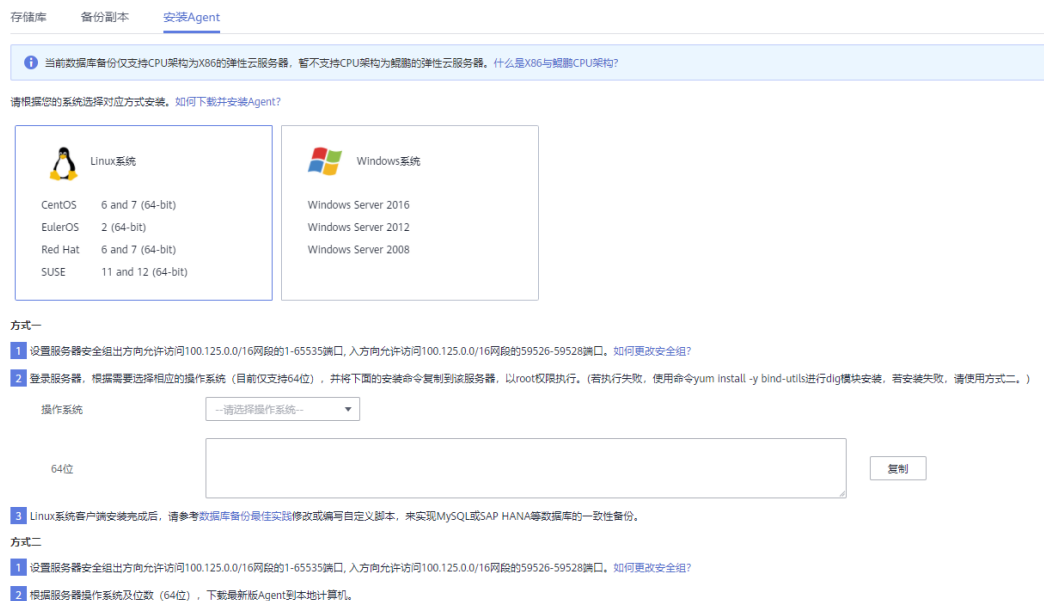 存储库 备份副本 安装Agent
当前数据库备份仅支持CPU架构为X86的弹性云服务器，暂不支持CPU架构为鲲鹏的弹性云服务器。什么是X86与鲲鹏CPU架构?
请根据您的系统选择对应方式安装。如何下载并安装Agent?
Linux系统
CentOS 6 and 7 (64-bit)
EulerOS 2 (64-bit)
Red Hat 6 and 7 (64-bit)
SUSE 11 and 12 (64-bit)
Windows系统
Windows Server 2016
Windows Server 2012
Windows Server 2008
方式一
1 设置服务器安全组出方向允许访问100.125.0.0/16网段的1-65535端口, 入方向允许访问100.125.0.0/16网段的59526-59528端口。如何更改安全组?
2 登录服务器，根据需要选择相应的操作系统（目前仅支持64位），并将下面的安装命令复制到该服务器，以root权限执行。(若执行失败，使用命令yum install -y bind-utils进行dig模块安装，若安装失败，请使用方式二。)
操作系统 --请选择操作系统--
64位 复制
3 Linux系统客户端安装完成后，请参考数据库备份最佳实践修改或编写自定义脚本，来实现MySQL或SAP HANA等数据库的一致性备份。
方式二
1 设置服务器安全组出方向允许访问100.125.0.0/16网段的1-65535端口, 入方向允许访问100.125.0.0/16网段的59526-59528端口。如何更改安全组?
2 根据服务器操作系统及位数（64位），下载最新版Agent到本地计算机。